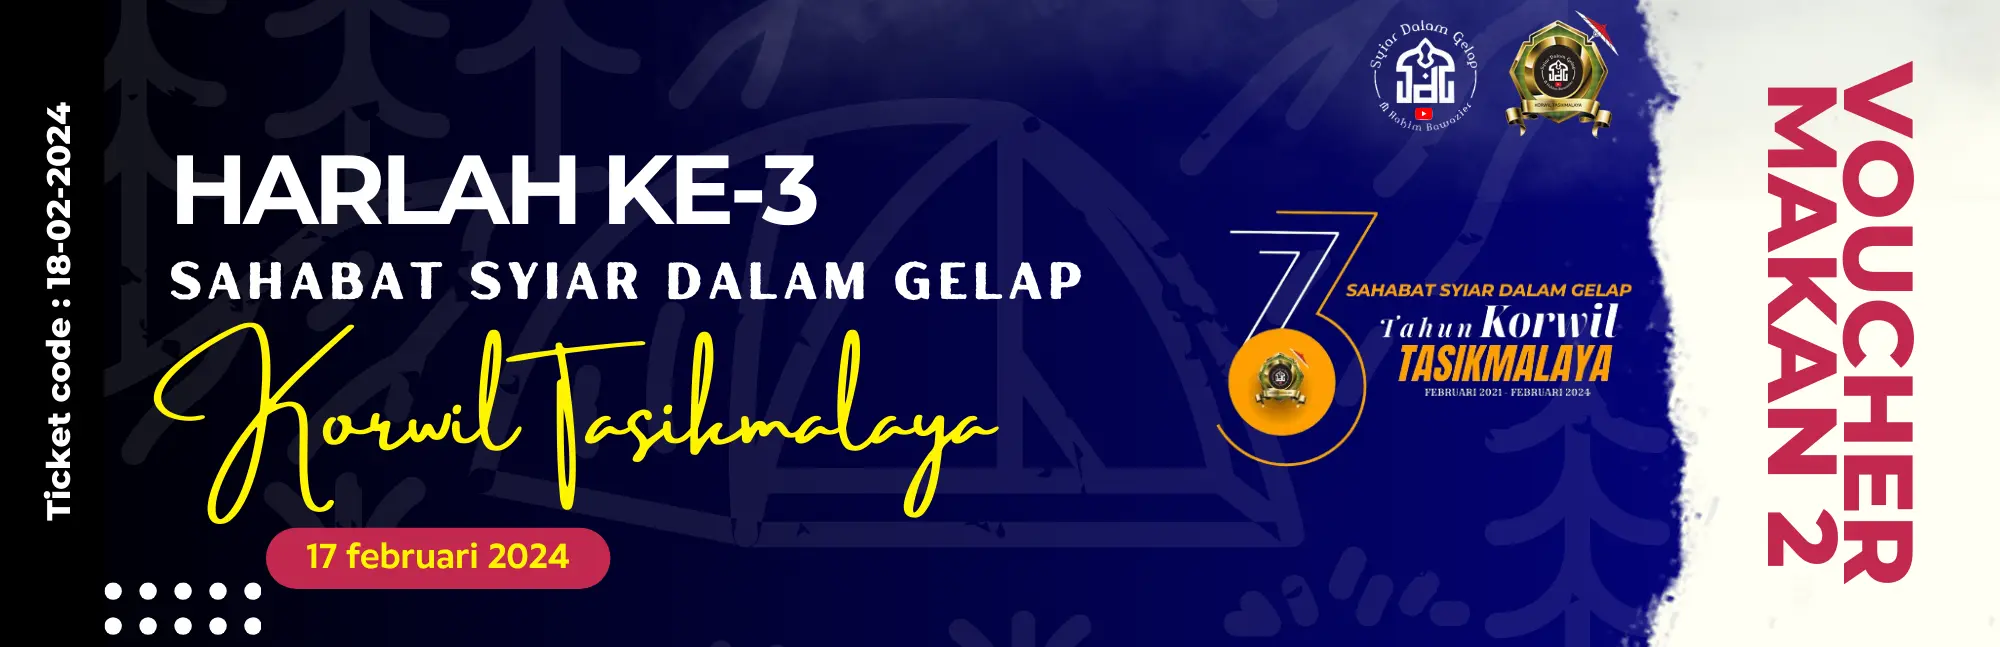 Ticket code : 18-02-2024
HARLAH KE-3
SAHABAT SYIAR DALAM GELAP
Korwil Tasikmalaya
17 februari 2024
Syiar Dalam Gelap
M Rahim Bawazier
KORWIL TASIKMALAYA
3
SAHABAT SYIAR DALAM GELAP
Tahun Korwil
TASIKMALAYA
FEBRUARI 2021 - FEBRUARI 2024
VOUCHER
MAKAN 2